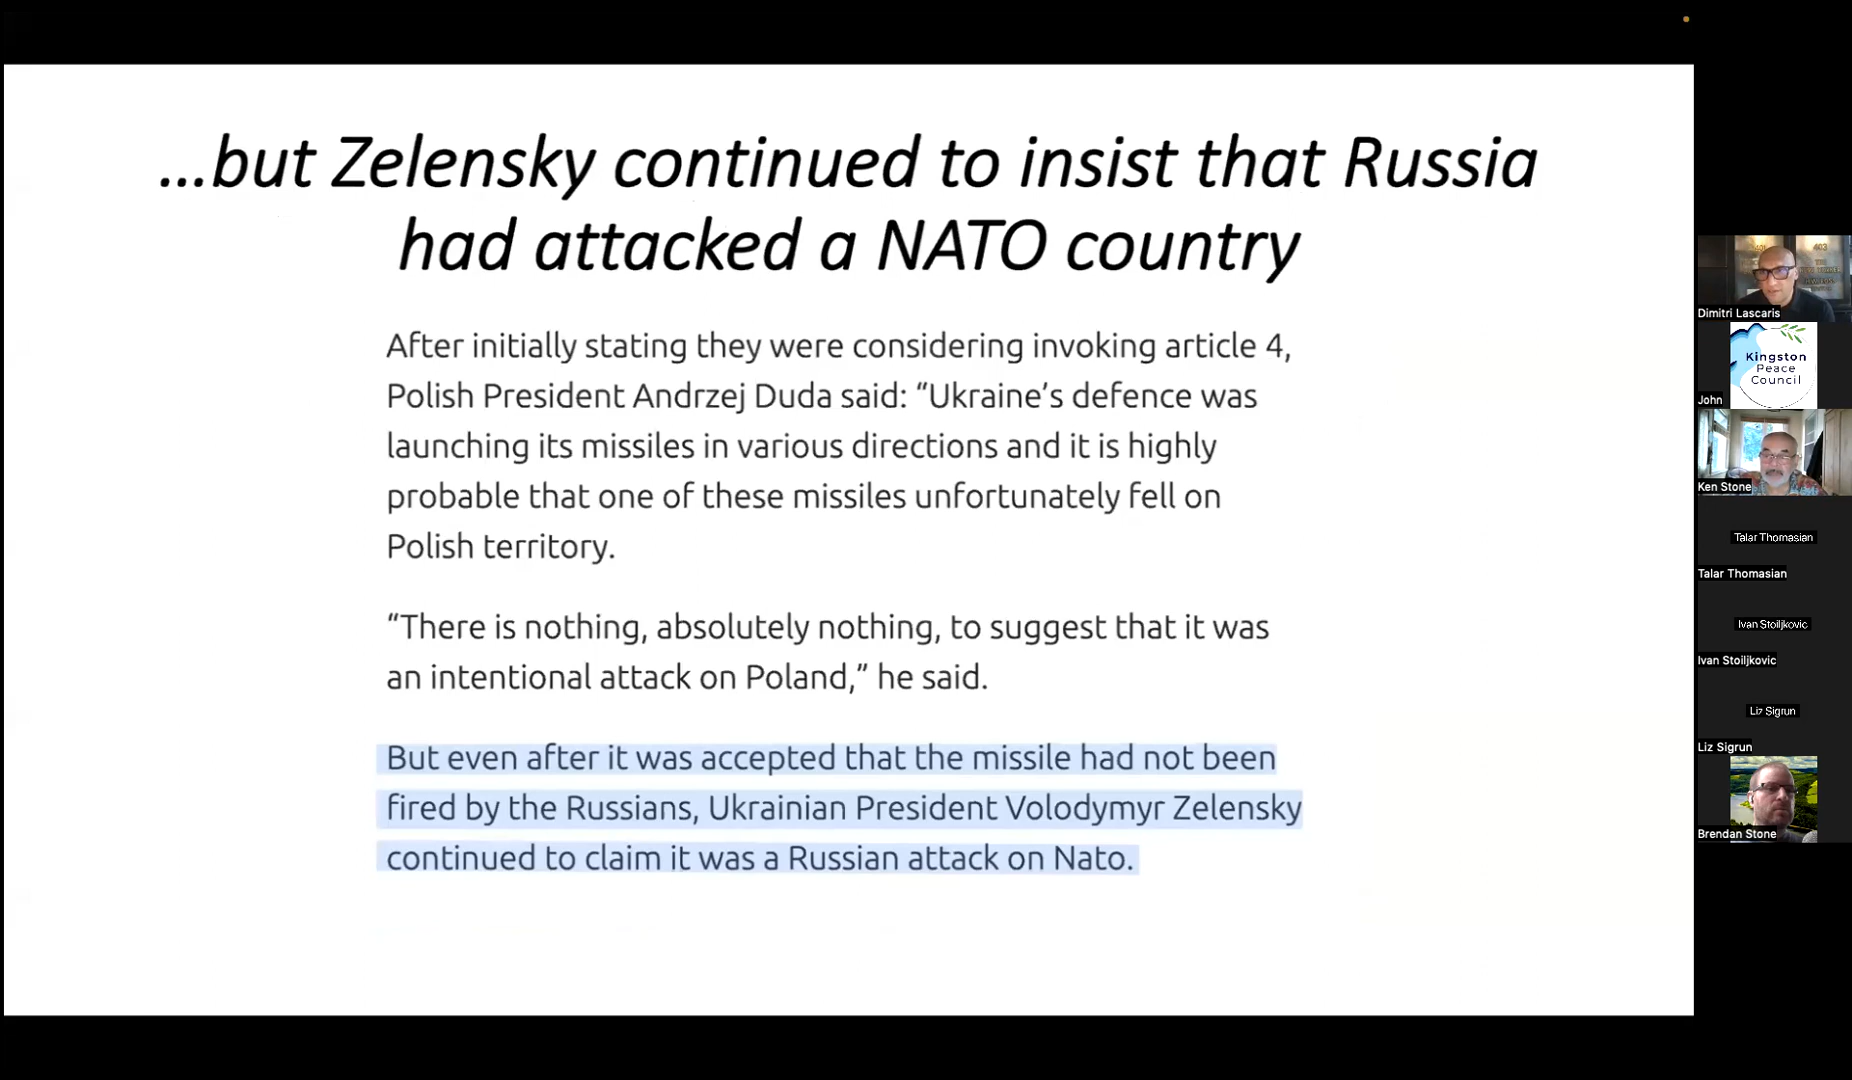 ...but Zelensky continued to insist that Russia
had attacked a NATO country
After initially stating they were considering invoking article 4,
Polish President Andrzej Duda said: “Ukraine’s defence was
launching its missiles in various directions and it is highly
probable that one of these missiles unfortunately fell on
Polish territory.
“There is nothing, absolutely nothing, to suggest that it was
an intentional attack on Poland,” he said.
But even after it was accepted that the missile had not been
fired by the Russians, Ukrainian President Volodymyr Zelensky
continued to claim it was a Russian attack on Nato.
403
Dimitri Lascaris
Kingston
Peace
Council
John
Ken Stone
Talar Thomasian
Talar Thomasian
Ivan Stoiljkovic
Ivan Stoiljkovic
Liz Sigrun
Liz Sigrun
Brendan Stone